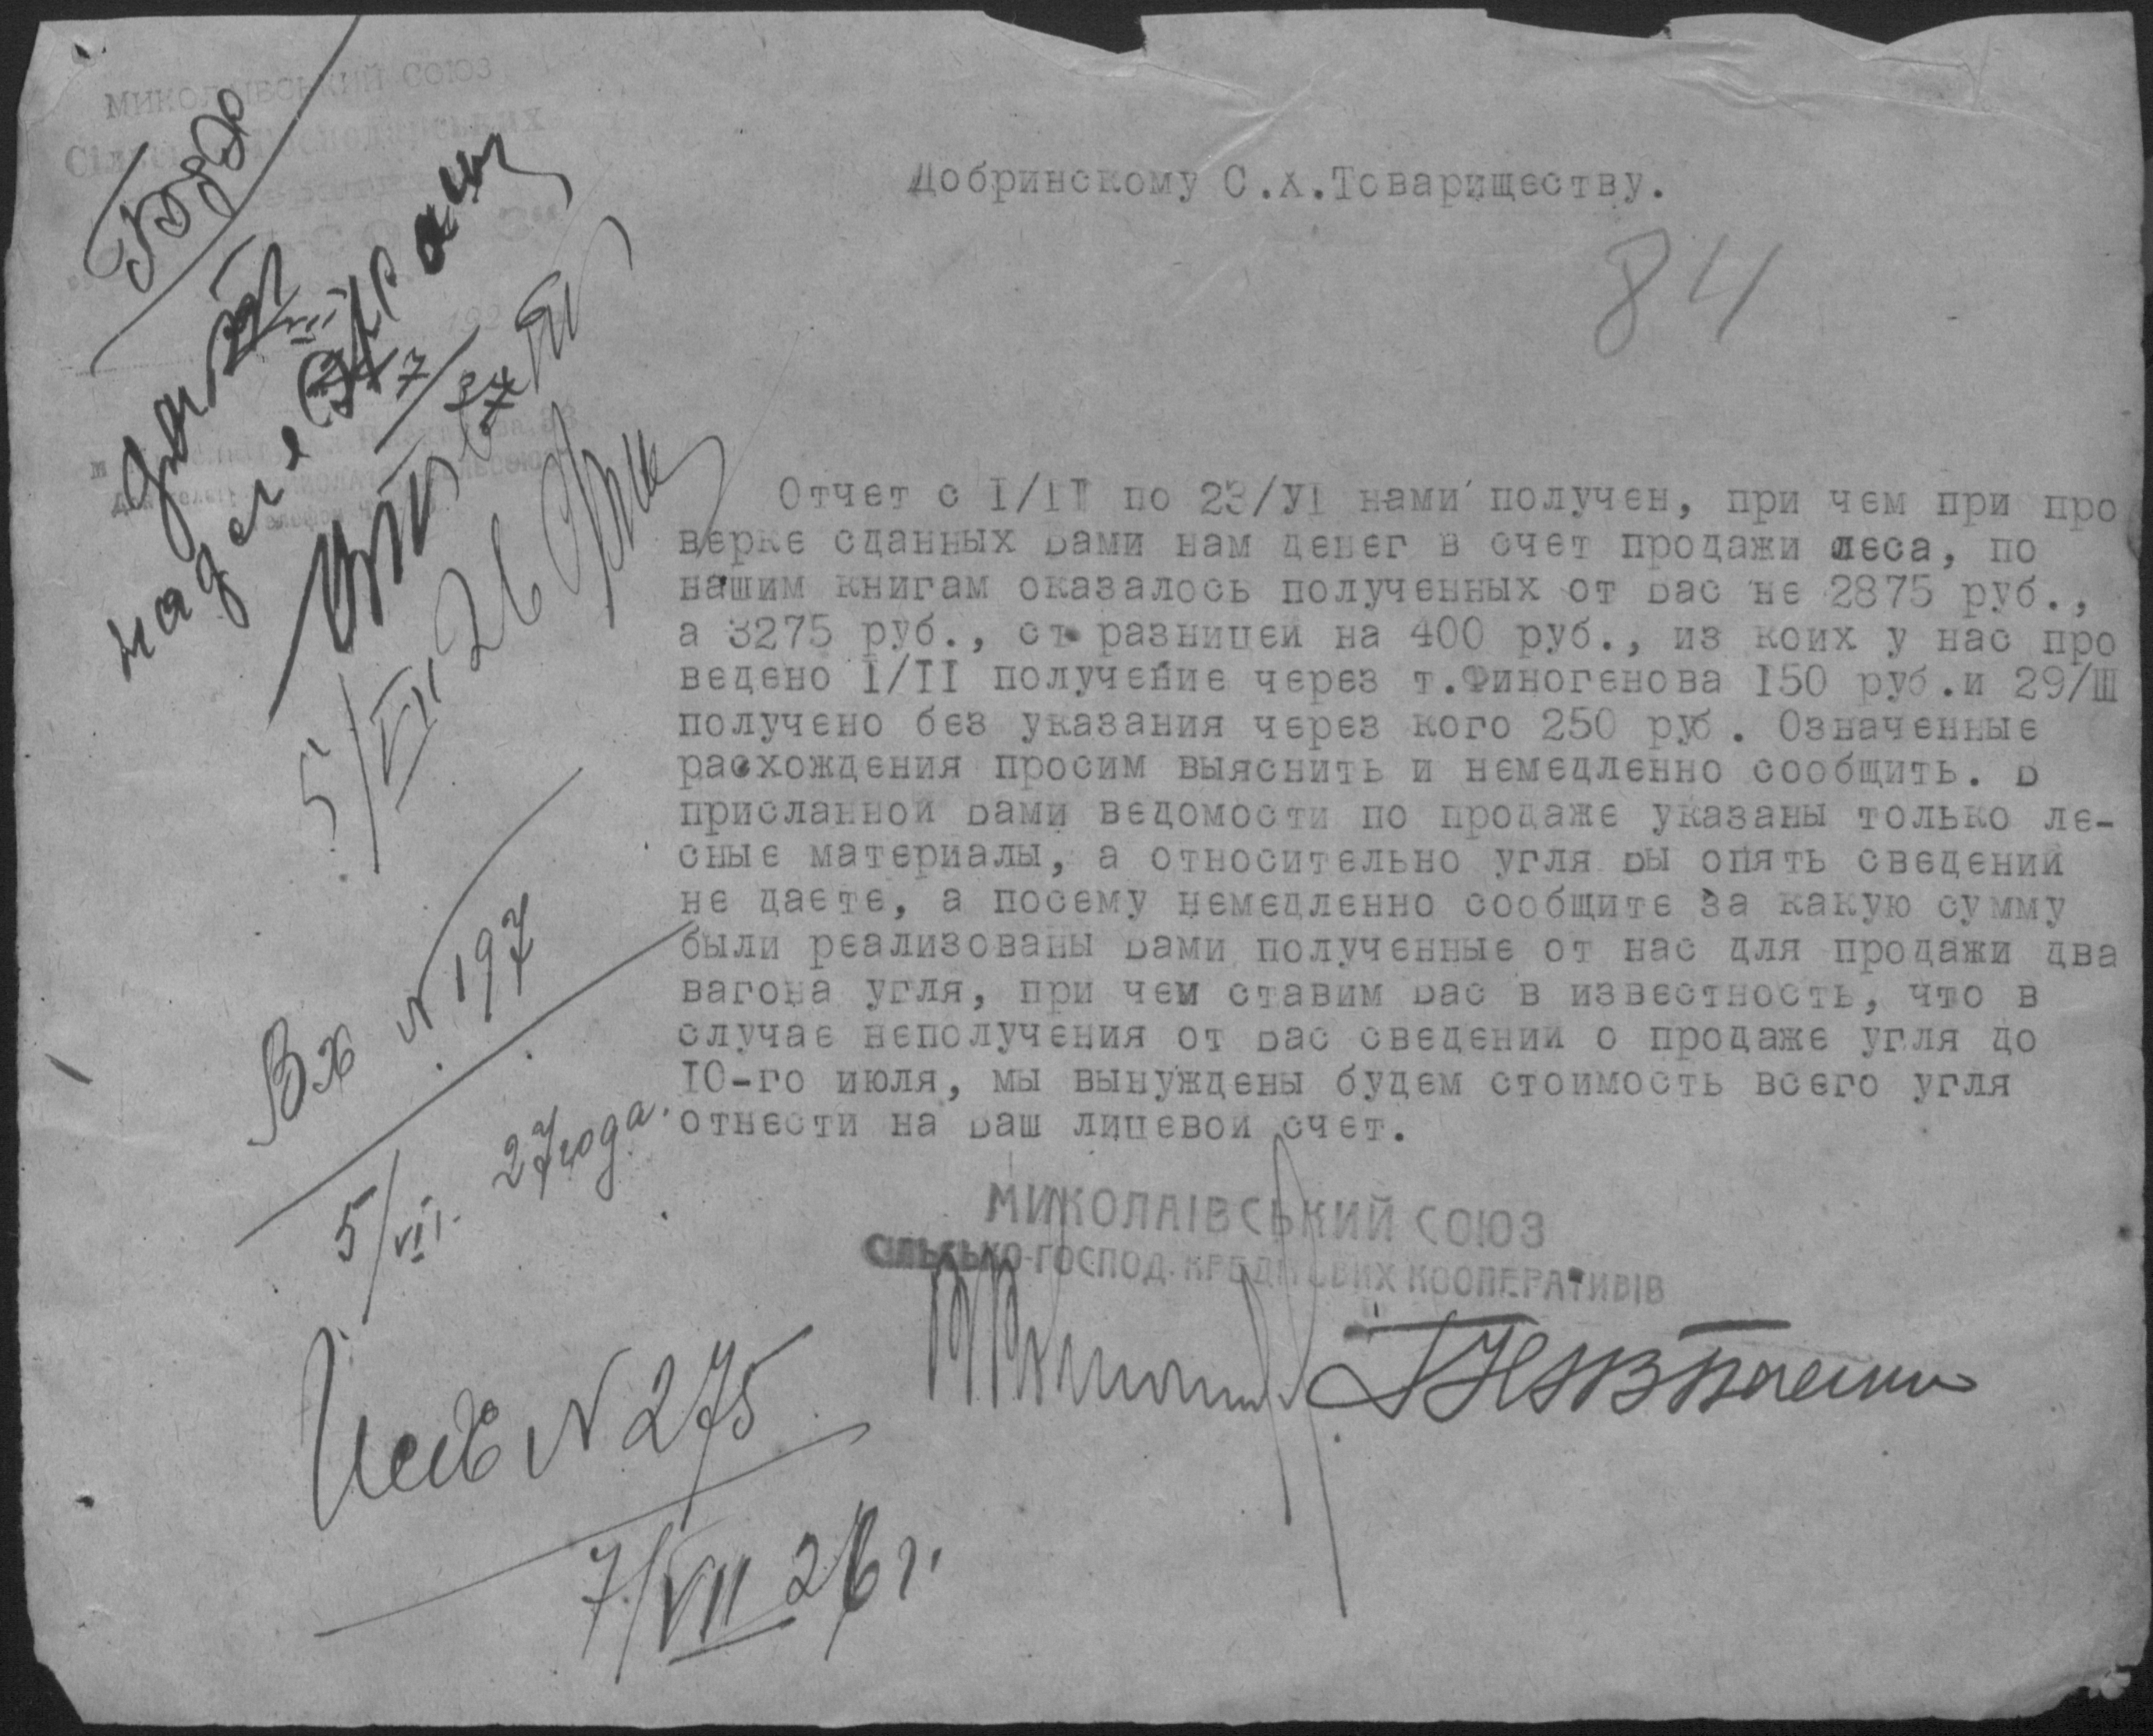 МИКОЛАЇВСЬКИЙ СОЮЗ
Добринскому С.Х.Товариществу.
84
Отчет с I/II по 23/УI нами получен, при чем при про
верке сданных Вами нам денег в счет продажи леса, по
нашим книгам оказалось полученных от Вас не 2875 руб.,
а 3275 руб., ст разницей на 400 руб., из коих у нас про
ведено I/II получение через т.Финогенова 150 руб.и 29/Ш
получено без указания через кого 250 руб. Означенные
расхождения просим выяснить и немедленно сообщить. В
присланной Вами ведомости по продаже указаны только ле-
сные материалы, а относительно угля Вы опять сведений
не даете, а посему немедленно сообщите за какую сумму
были реализованы Вами полученные от нас для продажи два
вагона угля, при чем ставим Вас в известность, что в
случае неполучения от Вас сведений о продаже угля до
IO-го июля, мы вынуждены будем стоимость всего угля
отнести на Ваш лицевой счет.
МИКОЛАІВСЬКИЙ СОЮЗ
СІЛЬСЬКО-ГОСПОД. КРЕДИТОВИХ КООПЕРАТИВІВ
5/VII 26
Вх N 197
5/VII 27 года.
N 275
7/VII 26 г.